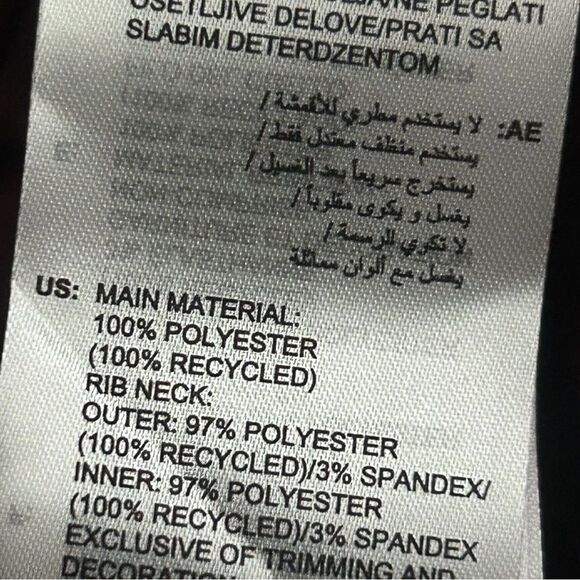 PEGLATI
OSETLJIVE DELOVE/PRATI SA
SLABIM DETERDZENTOM
AE: لا يستخدم مطري للأقمشة /
يستخدم منظف معتدل فقط /
يستخرج سريعاً بعد الغسيل /
يغسل و يكوى مقلوباً /
لا تكوي الرسمة /
يغسل مع ألوان مماثلة
US: MAIN MATERIAL:
100% POLYESTER
(100% RECYCLED)
RIB NECK:
OUTER: 97% POLYESTER
(100% RECYCLED)/3% SPANDEX/
INNER: 97% POLYESTER
(100% RECYCLED)/3% SPANDEX
EXCLUSIVE OF TRIMMING AND